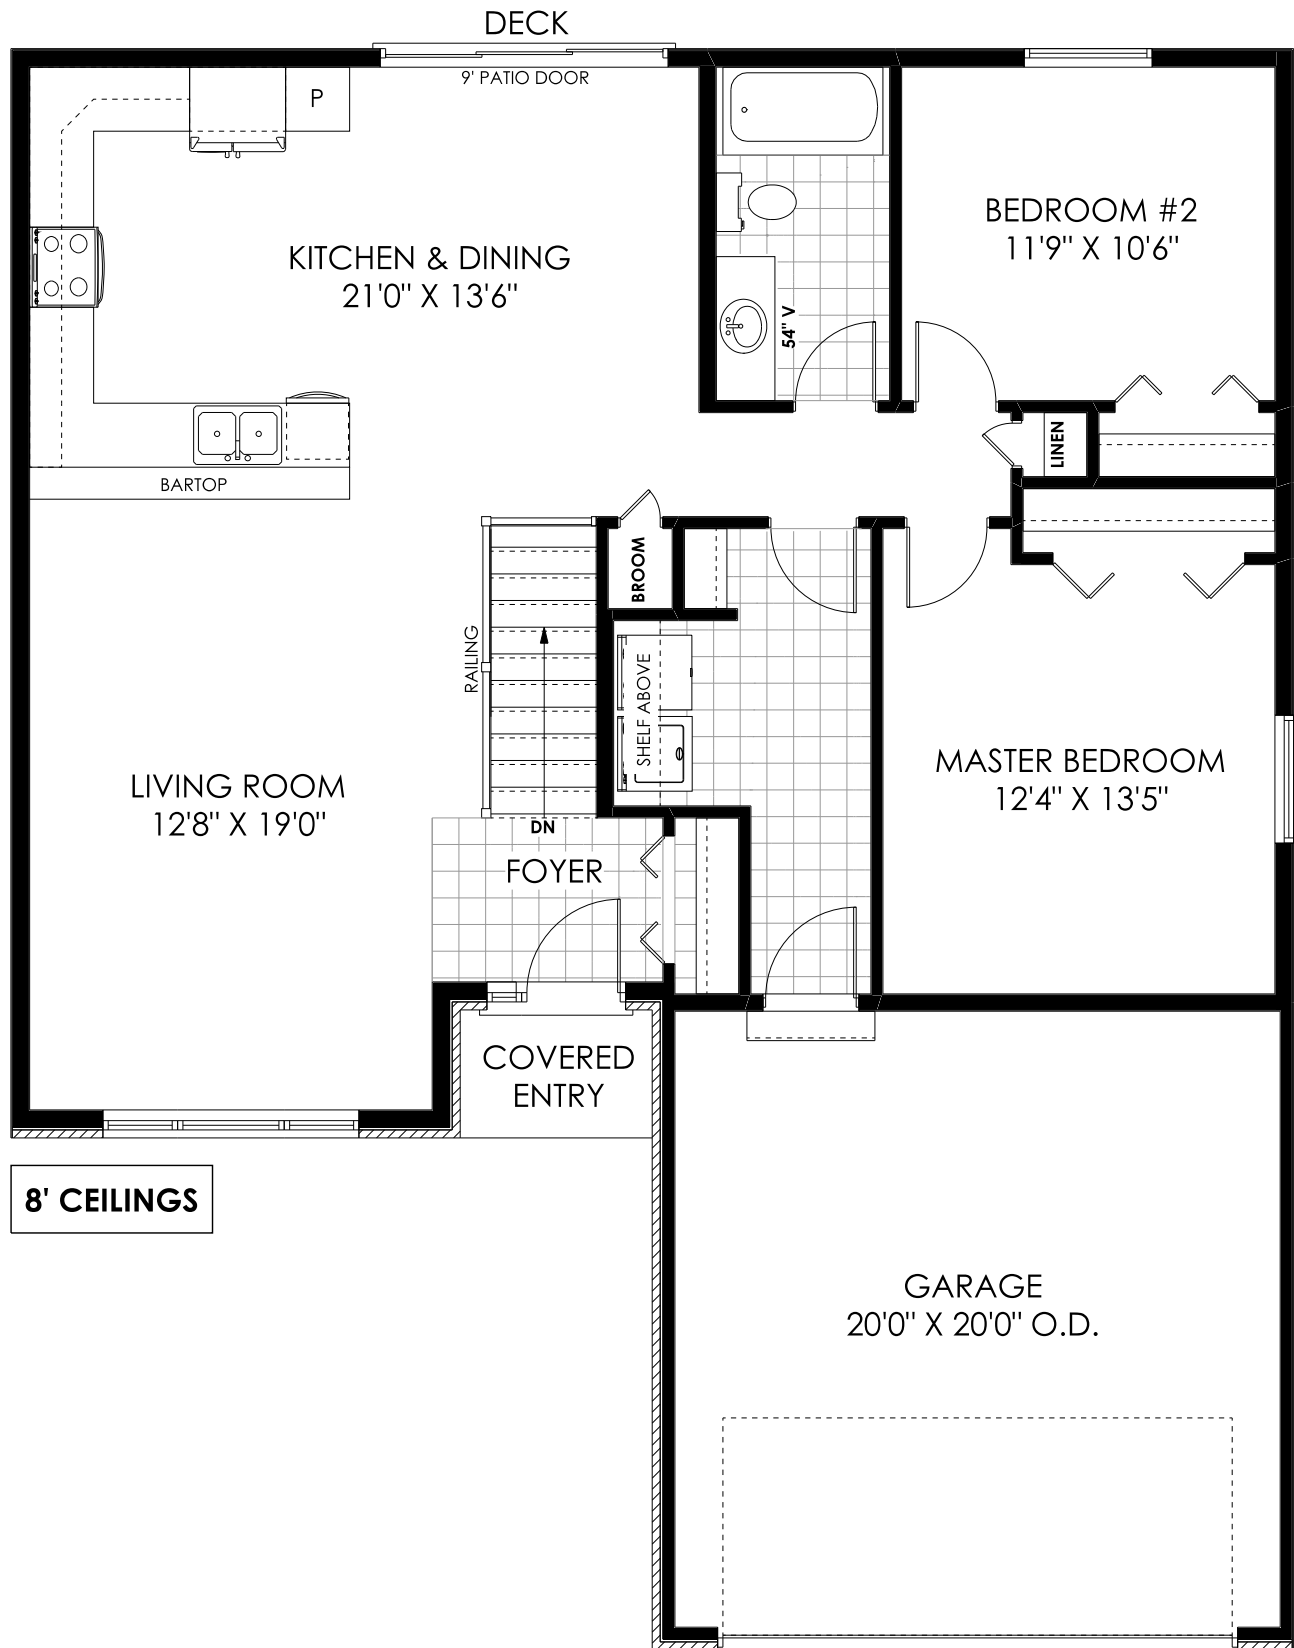 DECK
9' PATIO DOOR
P
KITCHEN & DINING
21'0" X 13'6"
BEDROOM #2
11'9" X 10'6"
54" V
LINEN
BARTOP
BROOM
RAILING
SHELF ABOVE
LIVING ROOM
12'8" X 19'0"
MASTER BEDROOM
12'4" X 13'5"
DN
FOYER
COVERED
ENTRY
8' CEILINGS
GARAGE
20'0" X 20'0" O.D.